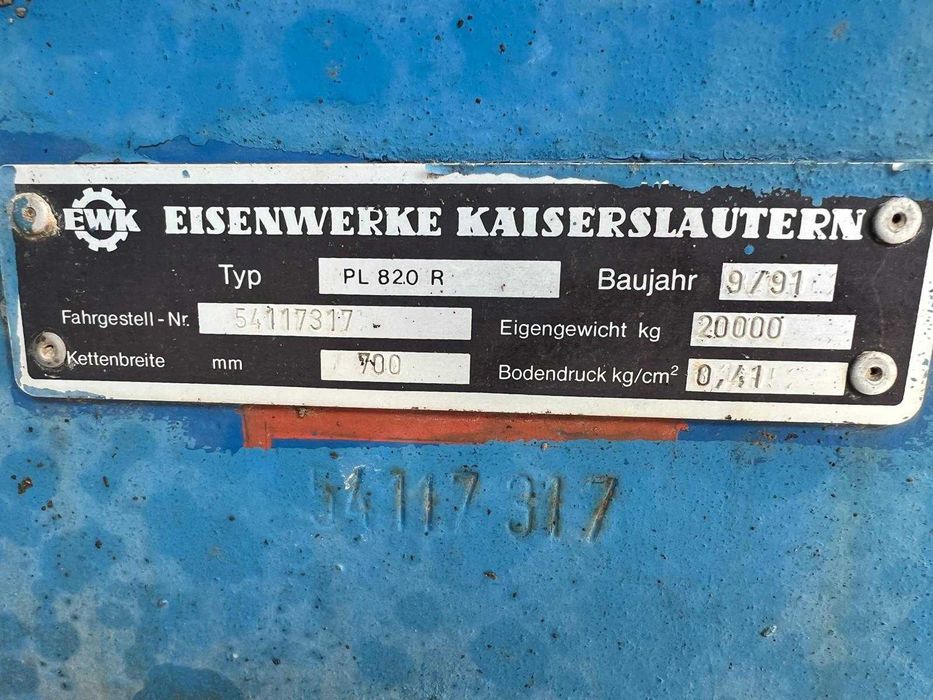 EWK EISENWERKE KAISERSLAUTERN
Typ PL 820 R Baujahr 9/91
Fahrgestell-Nr. 54117317 Eigengewicht kg 20000
Kettenbreite mm 700 Bodendruck kg/cm² 0,41
54117317